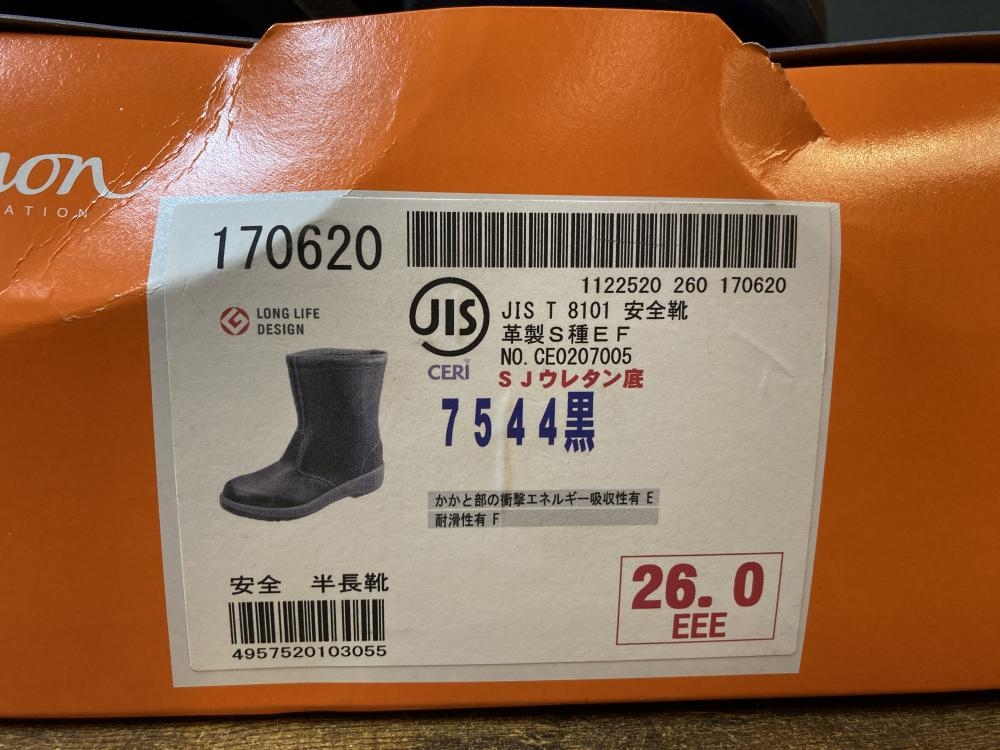 170620
1122520 260 170620
LONG LIFE
DESIGN
JIS
CERI
JIS T 8101 安全靴
革製S種EF
NO. CE0207005
SJウレタン底
7544黒
かかと部の衝撃エネルギー吸収性有 E
耐滑性有 F
安全 半長靴
4957520103055
26.0
EEE